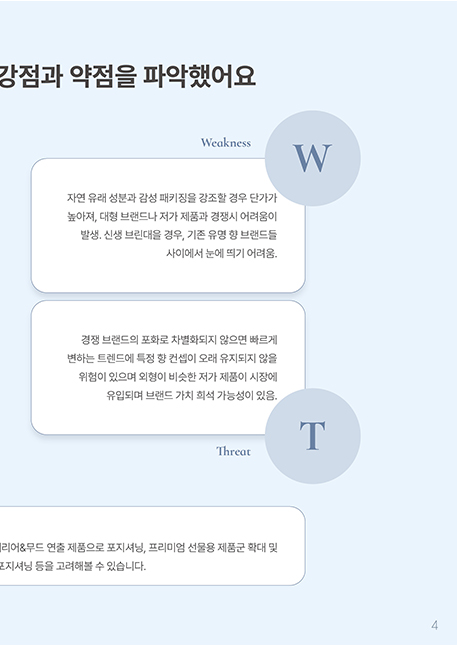 강점과 약점을 파악했어요
Weakness
W
자연 유래 성분과 감성 패키징을 강조할 경우 단가가
높아져, 대형 브랜드나 저가 제품과 경쟁시 어려움이
발생. 신생 브린대을 경우, 기존 유명 향 브랜드들
사이에서 눈에 띄기 어려움.
경쟁 브랜드의 포화로 차별화되지 않으면 빠르게
변하는 트렌드에 특정 향 컨셉이 오래 유지되지 않을
위험이 있으며 외형이 비슷한 저가 제품이 시장에
유입되며 브랜드 가치 희석 가능성이 있음.
T
Threat
리어&무드 연출 제품으로 포지셔닝, 프리미엄 선물용 제품군 확대 및
포지셔닝 등을 고려해볼 수 있습니다.
4